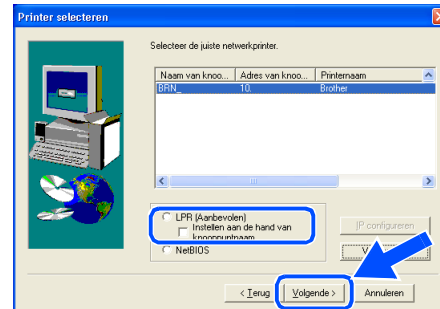 Printer selecteren
Selecteer de juiste netwerkprinter.
Naam van knoo... Adres van knoo... Printernaam
BRN_ 10. Brother
LPR (Aanbevolen)
Instellen aan de hand van
knooppuntnaam
NetBIOS
IP configureren
< Terug Volgende > Annuleren